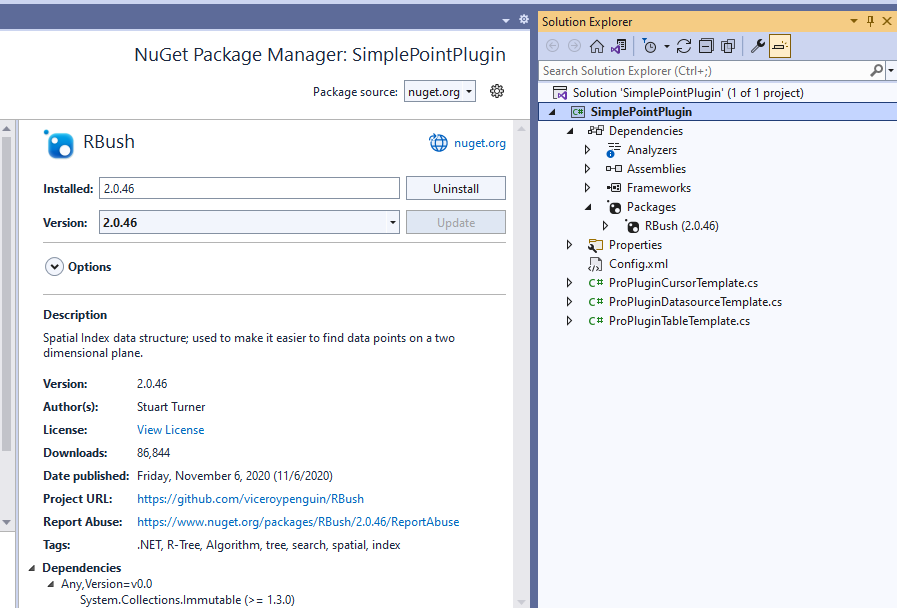 NuGet Package Manager: SimplePointPlugin
Package source: nuget.org
RBush
nuget.org
Installed: 2.0.46 Uninstall
Version: 2.0.46 Update
Options
Description
Spatial Index data structure; used to make it easier to find data points on a two
dimensional plane.
Version: 2.0.46
Author(s): Stuart Turner
License: View License
Downloads: 86,844
Date published: Friday, November 6, 2020 (11/6/2020)
Project URL: https://github.com/viceroypenguin/RBush
Report Abuse: https://www.nuget.org/packages/RBush/2.0.46/ReportAbuse
Tags: .NET, R-Tree, Algorithm, tree, search, spatial, index
Dependencies
Any,Version=v0.0
System.Collections.Immutable (>= 1.3.0)
Solution Explorer
Search Solution Explorer (Ctrl+;)
Solution 'SimplePointPlugin' (1 of 1 project)
C# SimplePointPlugin
Dependencies
Analyzers
Assemblies
Frameworks
Packages
RBush (2.0.46)
Properties
Config.xml
C# ProPluginCursorTemplate.cs
C# ProPluginDatasourceTemplate.cs
C# ProPluginTableTemplate.cs